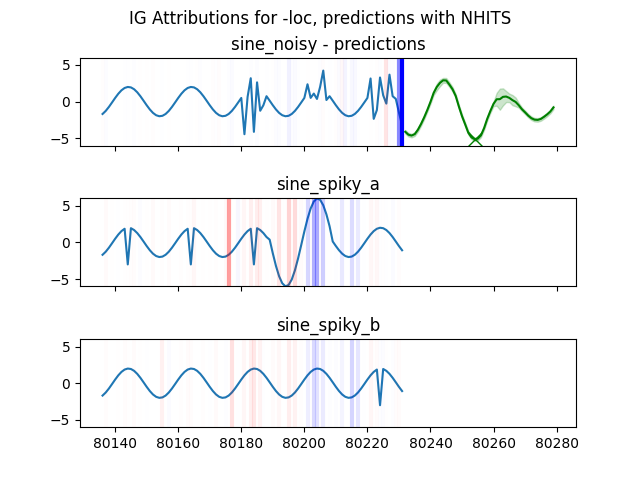 IG Attributions for -loc, predictions with NHITS
sine_noisy - predictions
5
0
−5
sine_spiky_a
5
0
−5
sine_spiky_b
5
0
−5
80140 80160 80180 80200 80220 80240 80260 80280